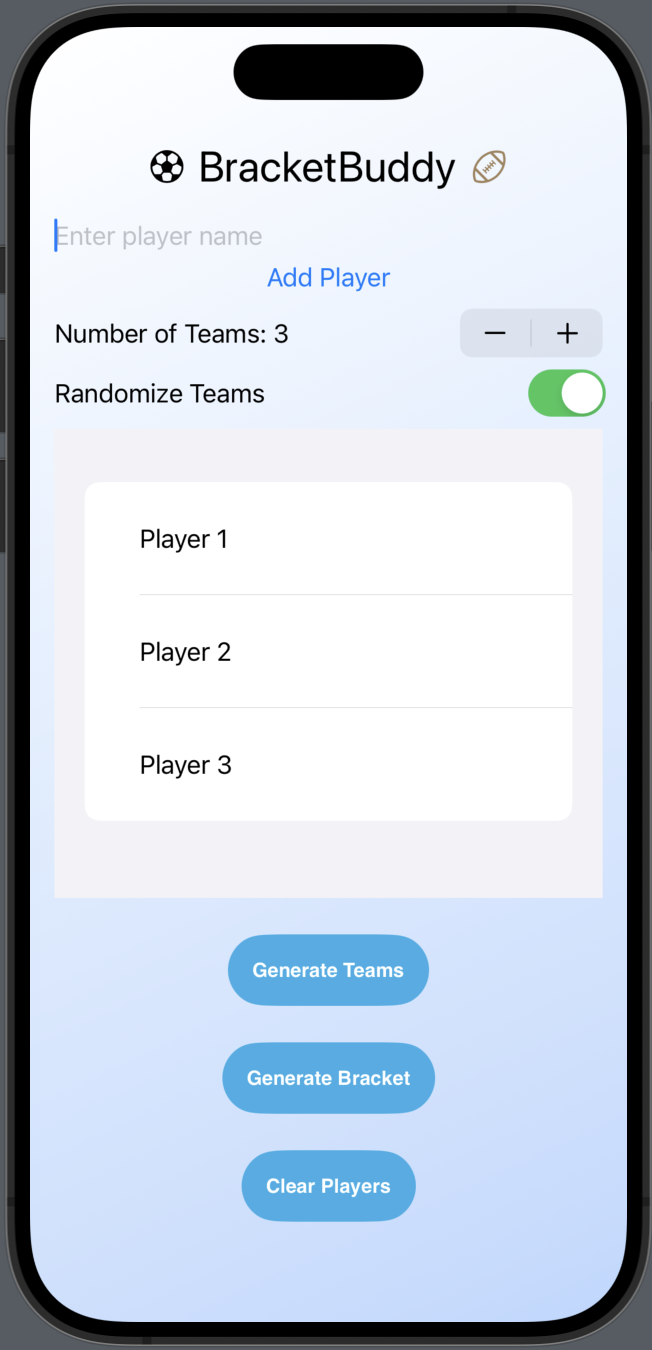 ⚽ BracketBuddy 🏈
Enter player name
Add Player
Number of Teams: 3
Randomize Teams
Player 1
Player 2
Player 3
Generate Teams
Generate Bracket
Clear Players